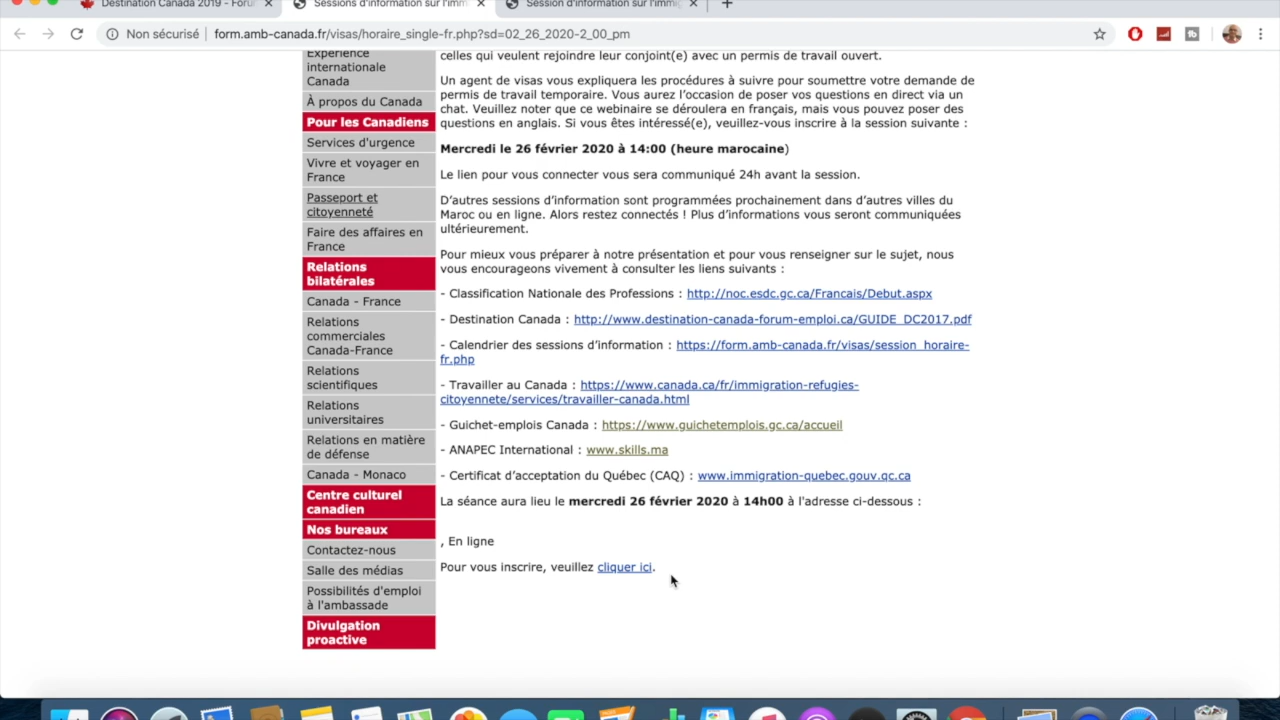 Destination Canada 2019 - Foru
Sessions d'information sur l'imm
Session d'information sur l'immig
Non sécurisé
form.amb-canada.fr/visas/horaire_single-fr.php?sd=02_26_2020-2_00_pm
Expérience
internationale
Canada
À propos du Canada
Pour les Canadiens
Services d'urgence
Vivre et voyager en
France
Passeport et
citoyenneté
Faire des affaires en
France
Relations
bilatérales
Canada - France
Relations
commerciales
Canada-France
Relations
scientifiques
Relations
universitaires
Relations en matière
de défense
Canada - Monaco
Centre culturel
canadien
Nos bureaux
Contactez-nous
Salle des médias
Possibilités d'emploi
à l'ambassade
Divulgation
proactive
celles qui veulent rejoindre leur conjoint(e) avec un permis de travail ouvert.
Un agent de visas vous expliquera les procédures à suivre pour soumettre votre demande de
permis de travail temporaire. Vous aurez l'occasion de poser vos questions en direct via un
chat. Veuillez noter que ce webinaire se déroulera en français, mais vous pouvez poser des
questions en anglais. Si vous êtes intéressé(e), veuillez-vous inscrire à la session suivante :
Mercredi le 26 février 2020 à 14:00 (heure marocaine)
Le lien pour vous connecter vous sera communiqué 24h avant la session.
D'autres sessions d'information sont programmées prochainement dans d'autres villes du
Maroc ou en ligne. Alors restez connectés ! Plus d'informations vous seront communiquées
ultérieurement.
Pour mieux vous préparer à notre présentation et pour vous renseigner sur le sujet, nous
vous encourageons vivement à consulter les liens suivants :
- Classification Nationale des Professions : http://noc.esdc.gc.ca/Francais/Debut.aspx
- Destination Canada : http://www.destination-canada-forum-emploi.ca/GUIDE_DC2017.pdf
- Calendrier des sessions d'information : https://form.amb-canada.fr/visas/session_horaire-
fr.php
- Travailler au Canada : https://www.canada.ca/fr/immigration-refugies-
citoyennete/services/travailler-canada.html
- Guichet-emplois Canada : https://www.guichetemplois.gc.ca/accueil
- ANAPEC International : www.skills.ma
- Certificat d'acceptation du Québec (CAQ) : www.immigration-quebec.gouv.qc.ca
La séance aura lieu le mercredi 26 février 2020 à 14h00 à l'adresse ci-dessous :
, En ligne
Pour vous inscrire, veuillez cliquer ici.